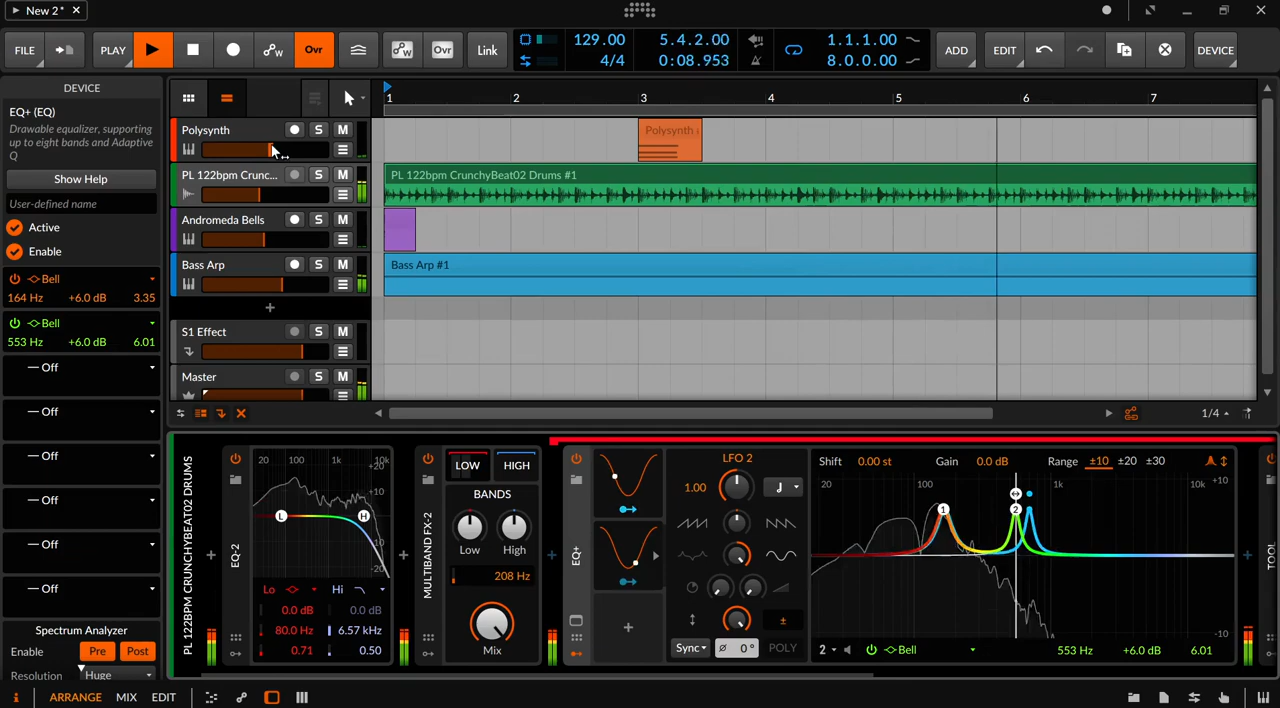 New 2*
FILE
PLAY
Ovr
Ovr
Link
129.00
4/4
5.4.2.00
0:08.953
1.1.1.00
8.0.0.00
ADD
EDIT
DEVICE
DEVICE
EQ+ (EQ)
Drawable equalizer, supporting
up to eight bands and Adaptive
Q
Show Help
User-defined name
Active
Enable
Bell
164 Hz +6.0 dB 3.35
Bell
553 Hz +6.0 dB 6.01
Off
Off
Off
Off
Off
Off
Spectrum Analyzer
Enable Pre Post
Resolution Huge
1 2 3 4 5 6 7
Polysynth S M
Polysynth
PL 122bpm Crunc... S M
PL 122bpm CrunchyBeat02 Drums #1
Andromeda Bells S M
Bass Arp S M
Bass Arp #1
+
S1 Effect S M
Master S M
1/4
PL 122BPM CRUNCHYBEAT02 DRUMS
EQ-2
20 100 1k 10k
+20
+10
-10
-20
L H
Lo Hi
0.0 dB 0.0 dB
80.0 Hz 6.57 kHz
0.71 0.50
MULTIBAND FX-2
LOW HIGH
BANDS
Low High
208 Hz
Mix
EQ+
LFO 2
1.00
Sync Ø 0° POLY
Shift 0.00 st Gain 0.0 dB Range ±10 ±20 ±30
20 100 1k 10k +10
1 2
-10
2 Bell 553 Hz +6.0 dB 6.01
TOOL
i ARRANGE MIX EDIT